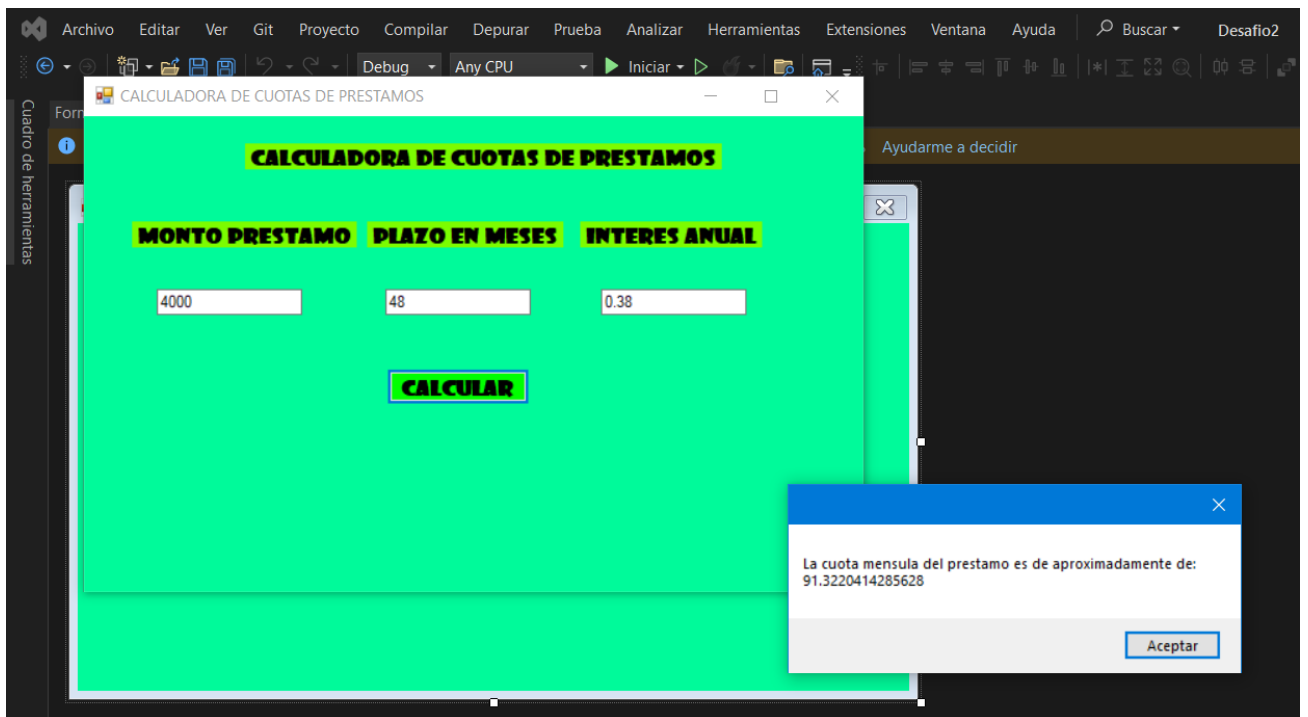 Archivo Editar Ver Git Proyecto Compilar Depurar Prueba Analizar Herramientas Extensiones Ventana Ayuda Buscar Desafio2
Debug Any CPU Iniciar
Cuadro de herramientas
CALCULADORA DE CUOTAS DE PRESTAMOS
Ayudarme a decidir
CALCULADORA DE CUOTAS DE PRESTAMOS
MONTO PRESTAMO PLAZO EN MESES INTERES ANUAL
4000 48 0.38
CALCULAR
La cuota mensula del prestamo es de aproximadamente de:
91.3220414285628
Aceptar